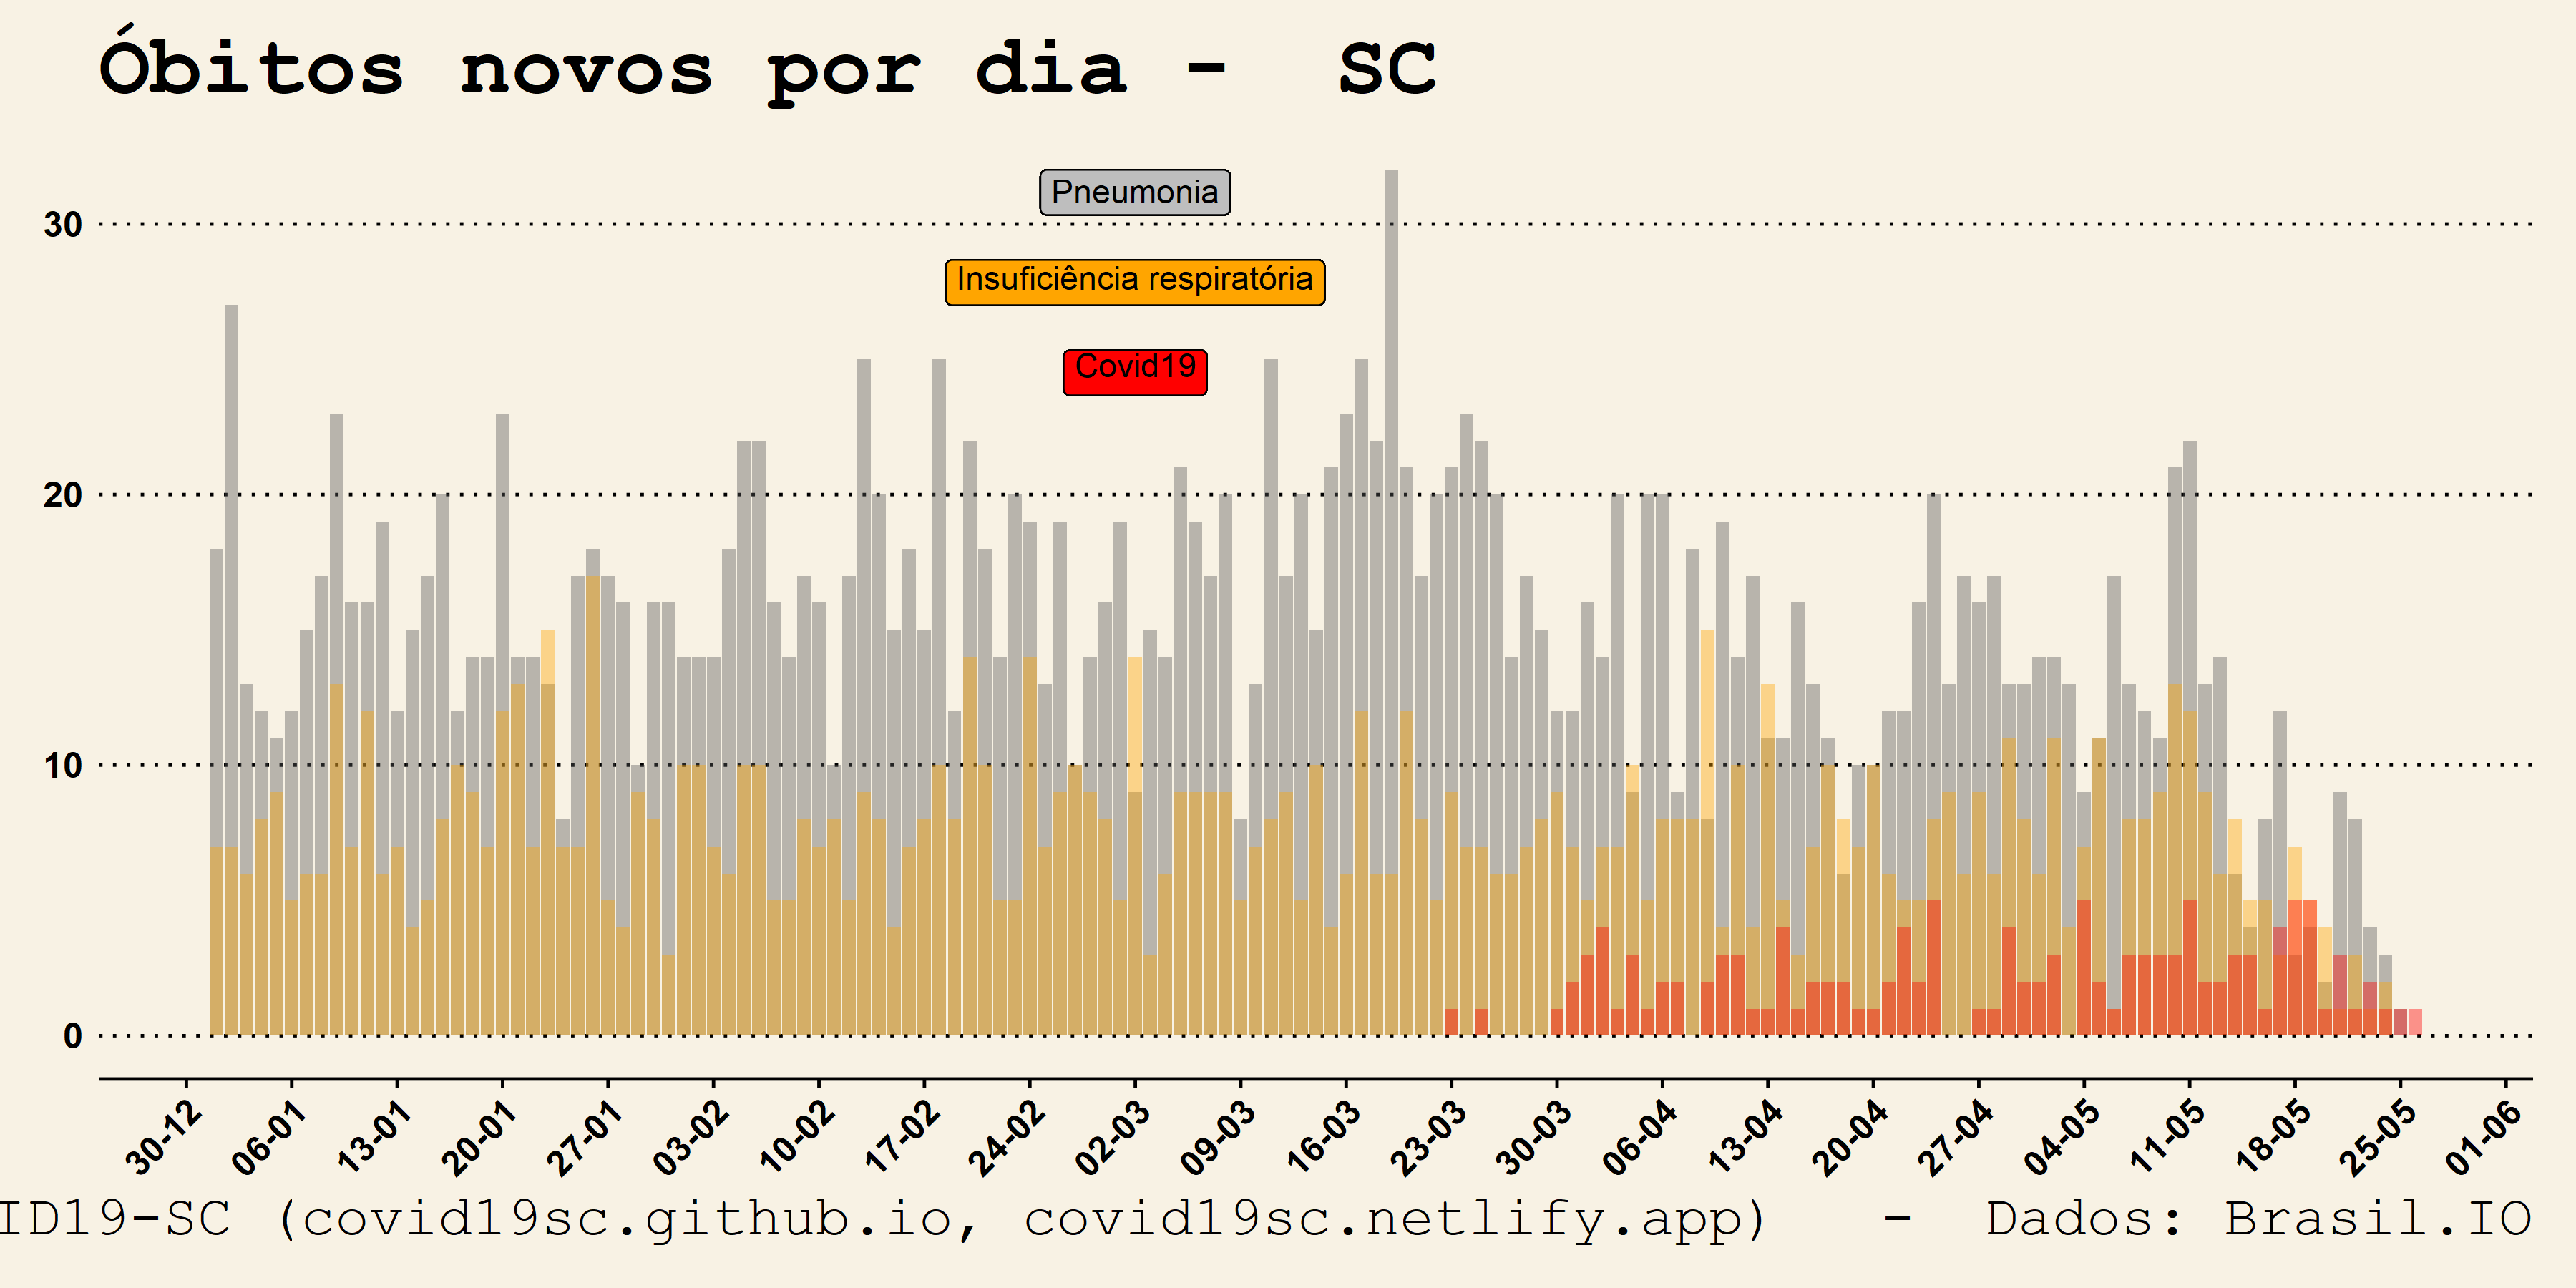 Óbitos novos por dia - SC
Pneumonia
30
Insuficiência respiratória
Covid19
20
10
0
30-12 06-01 13-01 20-01 27-01 03-02 10-02 17-02 24-02 02-03 09-03 16-03 23-03 30-03 06-04 13-04 20-04 27-04 04-05 11-05 18-05 25-05 01-06
ID19-SC (covid19sc.github.io, covid19sc.netlify.app) - Dados: Brasil.IO